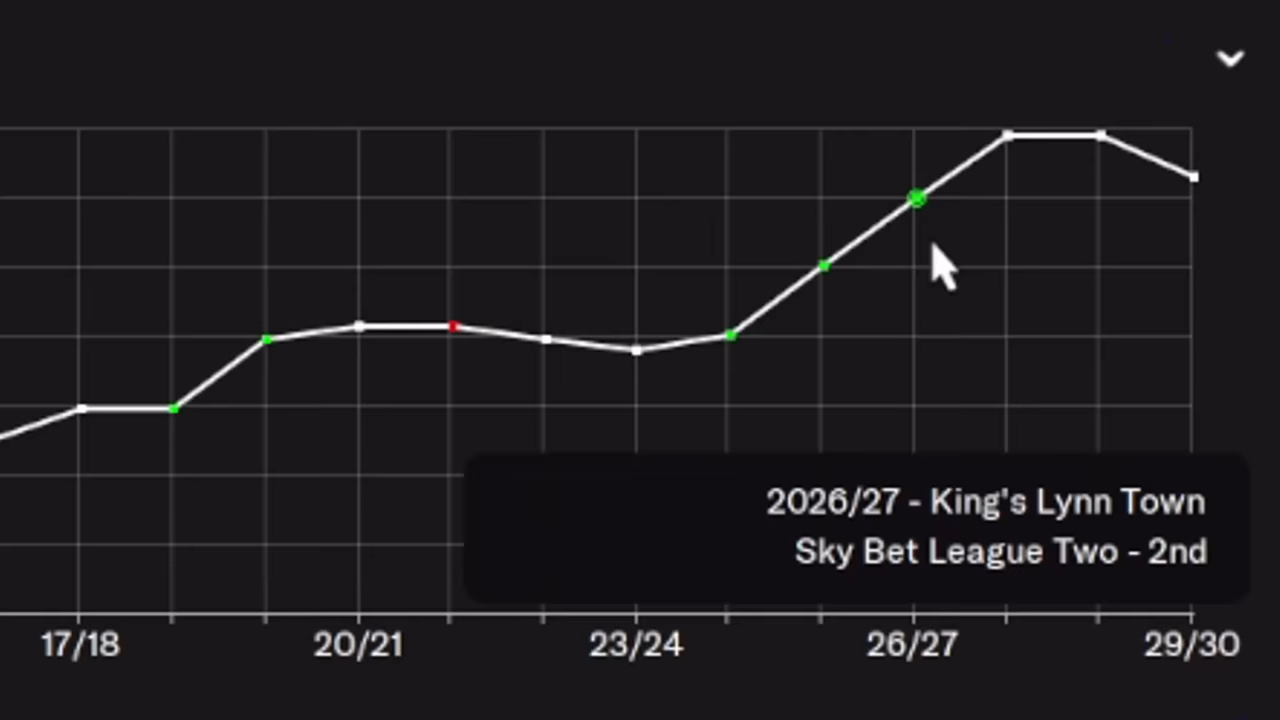 2026/27 - King's Lynn Town
Sky Bet League Two - 2nd
17/18 20/21 23/24 26/27 29/30